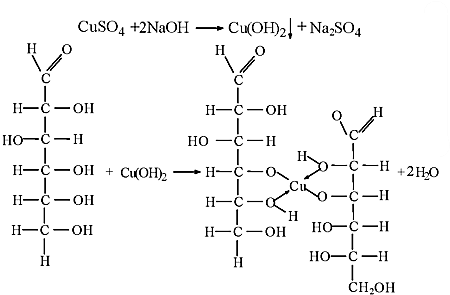 CuSO₄ +2NaOH → Cu(OH)₂↓ + Na₂SO₄
H O H O O H
C C C
H–C–OH H–C–OH H O–C–H
HO–C–H HO C–H
H–C–OH + Cu(OH)₂ → H–C–O Cu O–C–H +2H₂O
H–C–OH H–C–O H HO–C–H
H–C–OH H–C–OH HO–C–H
H H CH₂OH